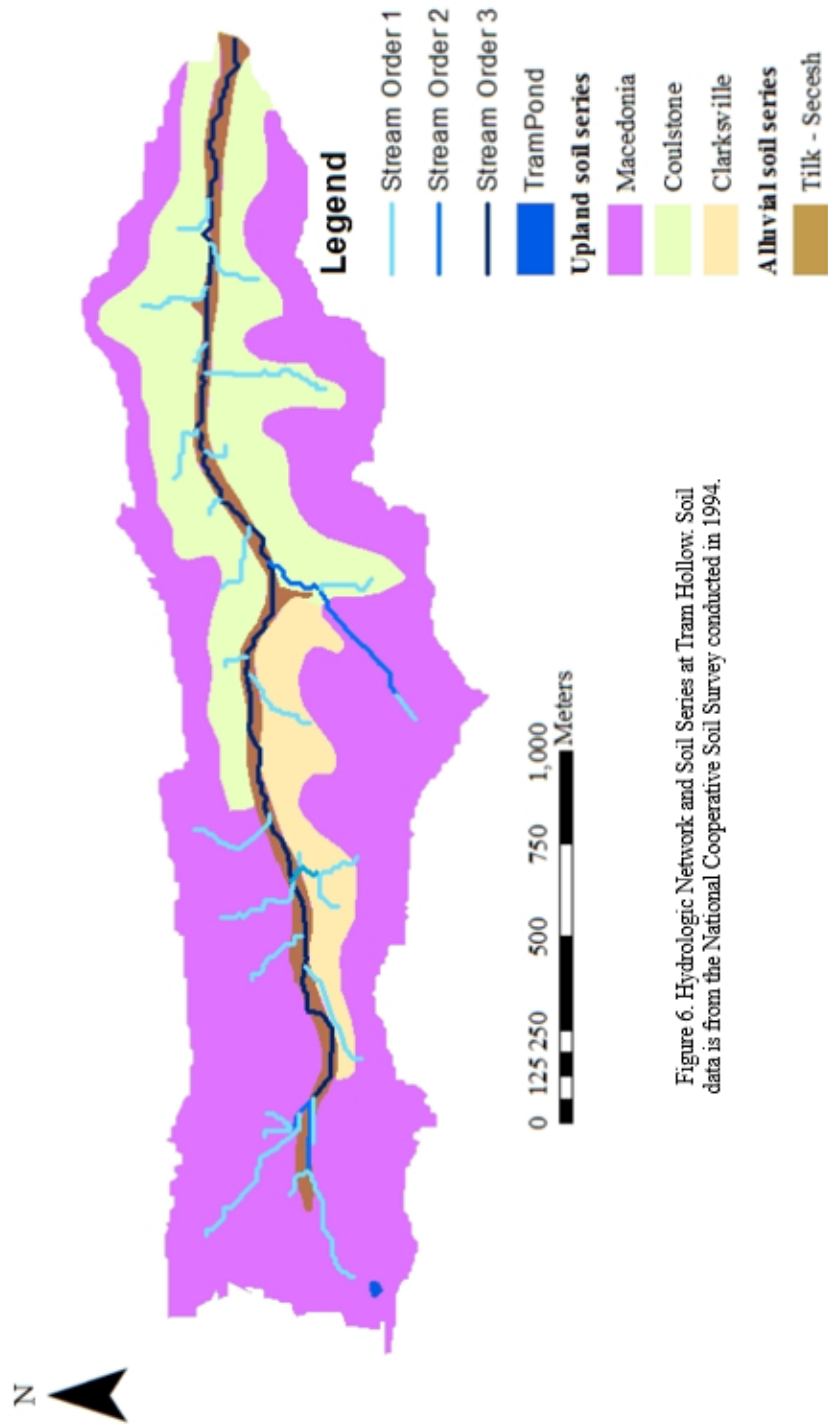 N
Legend
Stream Order 1
Stream Order 2
Stream Order 3
TramPond
Upland soil series
Macedonia
Coulstone
Clarksville
Alluvial soil series
Tilk - Secesh
0 125 250 500 750 1,000
Meters
Figure 6. Hydrologic Network and Soil Series at Tram Hollow. Soil
data is from the National Cooperative Soil Survey conducted in 1994.